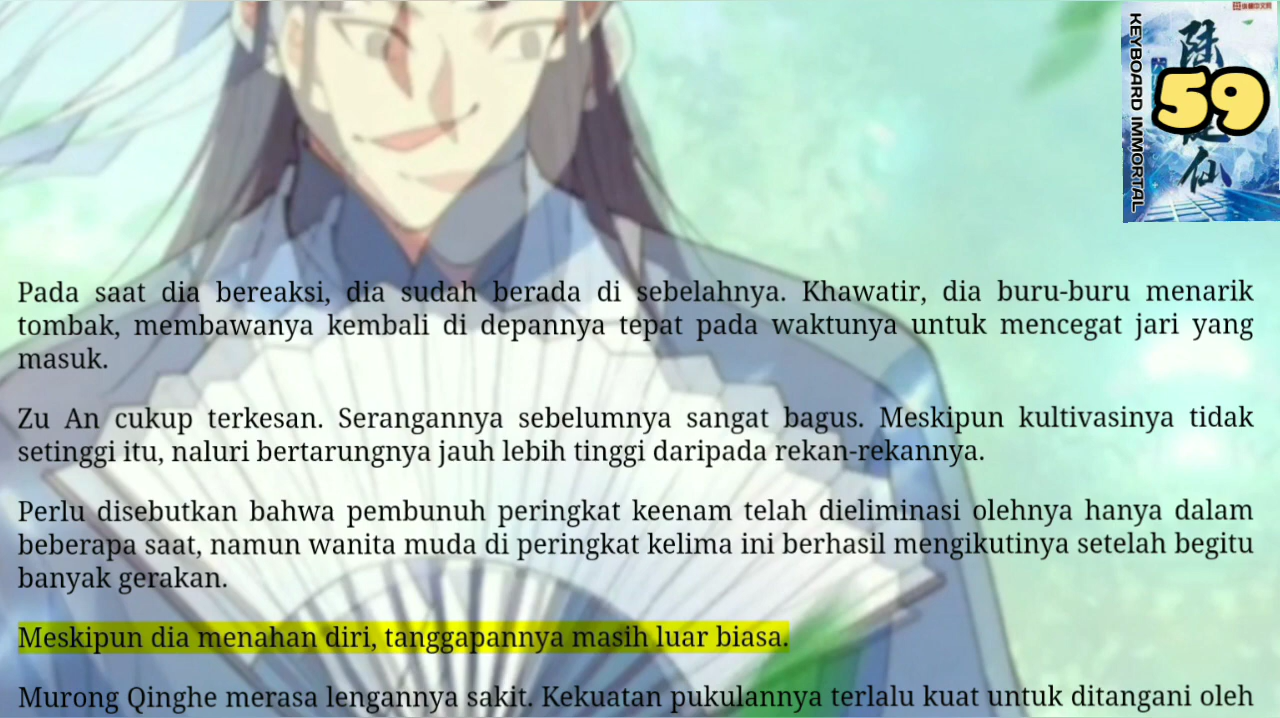 Pada saat dia bereaksi, dia sudah berada di sebelahnya. Khawatir, dia buru-buru menarik
tombak, membawanya kembali di depannya tepat pada waktunya untuk mencegat jari yang
masuk.
Zu An cukup terkesan. Serangannya sebelumnya sangat bagus. Meskipun kultivasinya tidak
setinggi itu, naluri bertarungnya jauh lebih tinggi daripada rekan-rekannya.
Perlu disebutkan bahwa pembunuh peringkat keenam telah dieliminasi olehnya hanya dalam
beberapa saat, namun wanita muda di peringkat kelima ini berhasil mengikutinya setelah begitu
banyak gerakan.
Meskipun dia menahan diri, tanggapannya masih luar biasa.
Murong Qinghe merasa lengannya sakit. Kekuatan pukulannya terlalu kuat untuk ditangani oleh
KEYBOARD IMMORTAL
59
仙